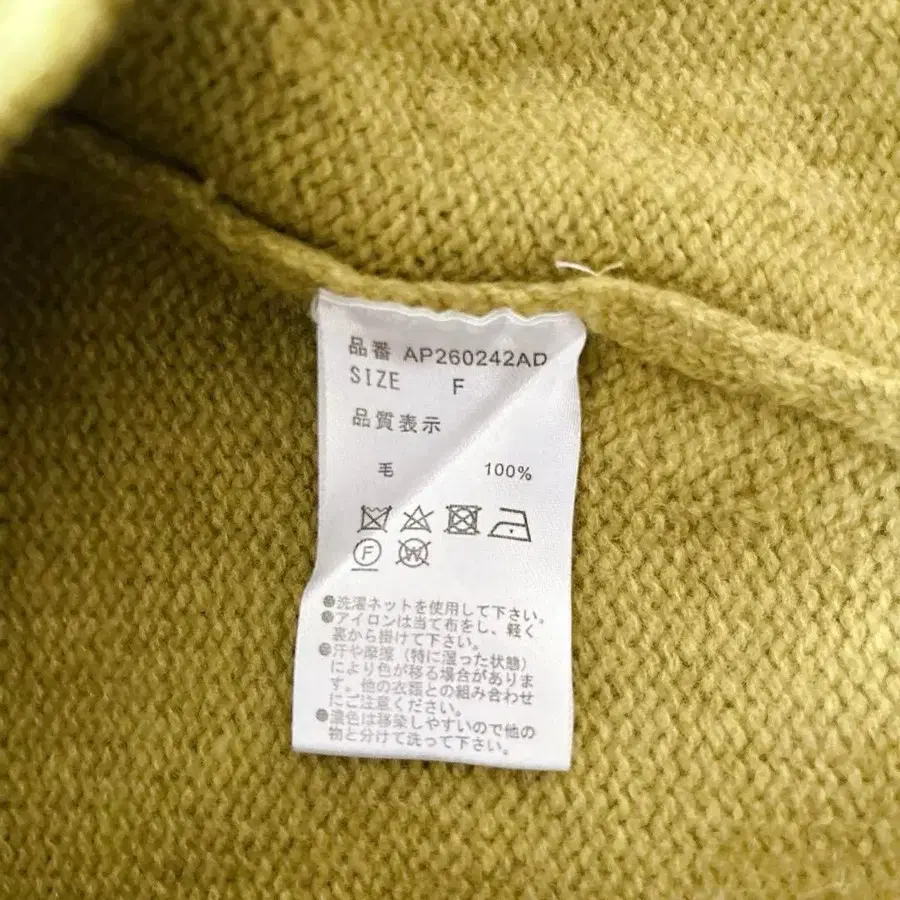 品番 AP260242AD
SIZE F
品質表示
毛 100%
F W
●洗濯ネットを使用して下さい。
●アイロンは当て布をし、軽く
裏から掛けて下さい。
●汗や摩擦（特に湿った状態）
により色が移る場合がありま
す。他の衣類との組み合わせ
にご注意ください。
●濃色は移染しやすいので他の
物と分けて洗って下さい。